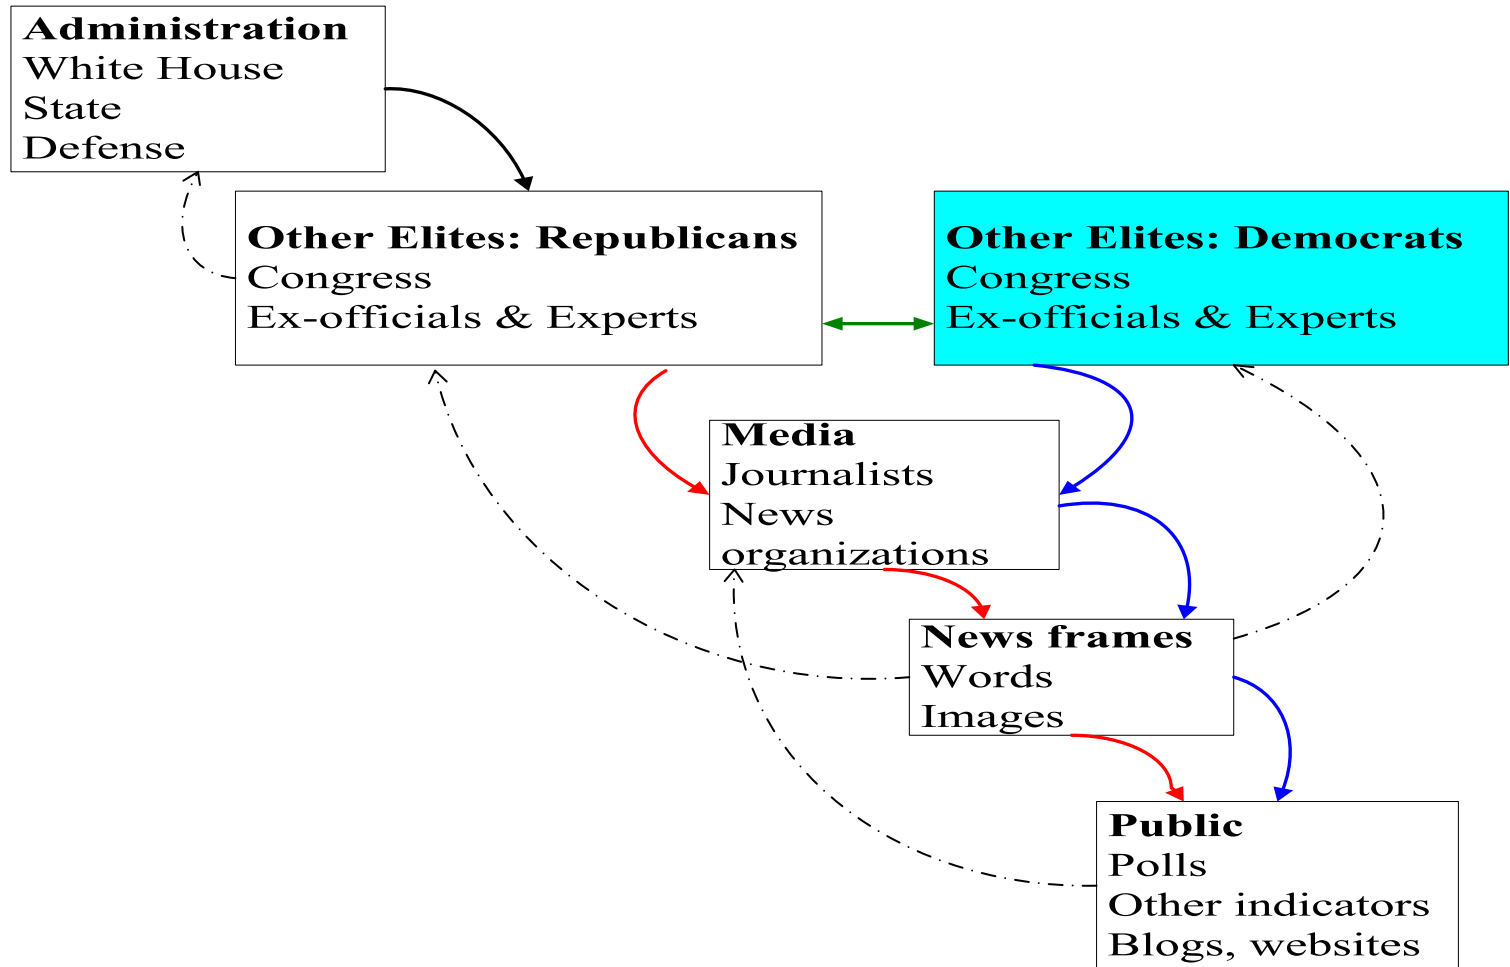 Administration
White House
State
Defense
Other Elites: Republicans
Congress
Ex-officials & Experts
Other Elites: Democrats
Congress
Ex-officials & Experts
Media
Journalists
News
organizations
News frames
Words
Images
Public
Polls
Other indicators
Blogs, websites